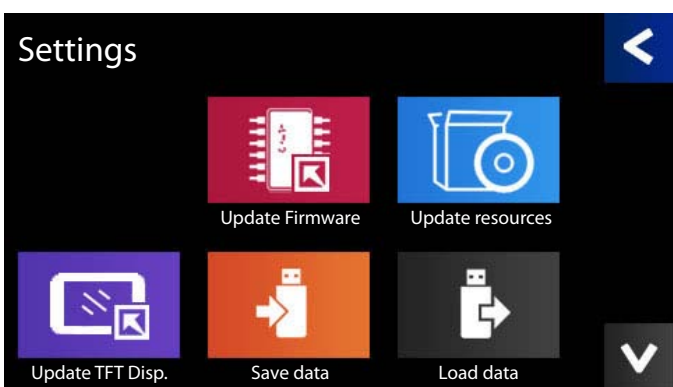 Settings
Update Firmware
Update resources
Update TFT Disp.
Save data
Load data